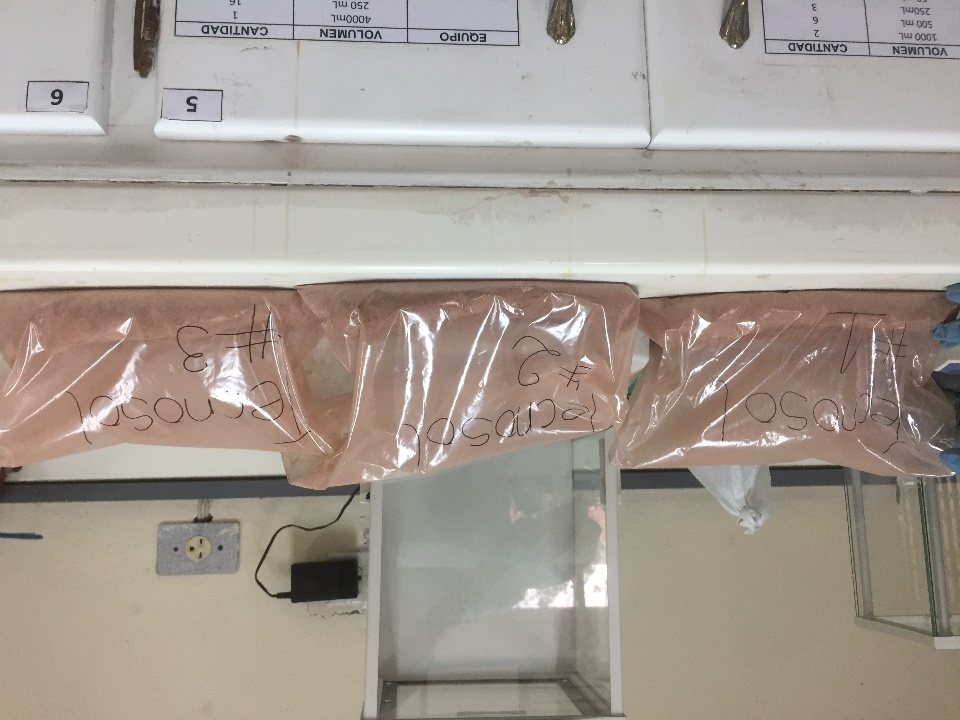 Tecnosol
#1
Tecnosol
# 2
Tecnosol
#3
5
6
VOLUMEN CANTIDAD
1000 mL 2
500 mL 6
250mL 3
EQUIPO VOLUMEN CANTIDAD
4000mL 1
250 mL 16